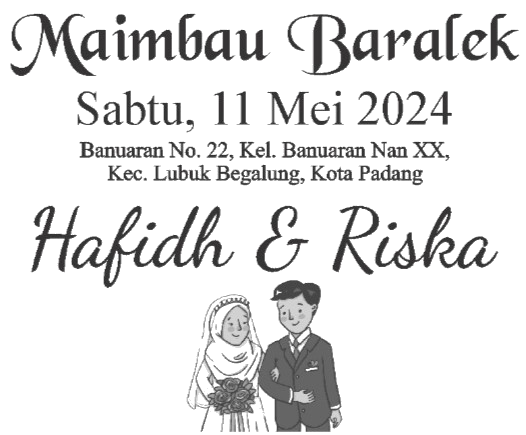 Maimbau Baralek
Sabtu, 11 Mei 2024
Banuaran No. 22, Kel. Banuaran Nan XX,
Kec. Lubuk Begalung, Kota Padang
Hafidh & Riska